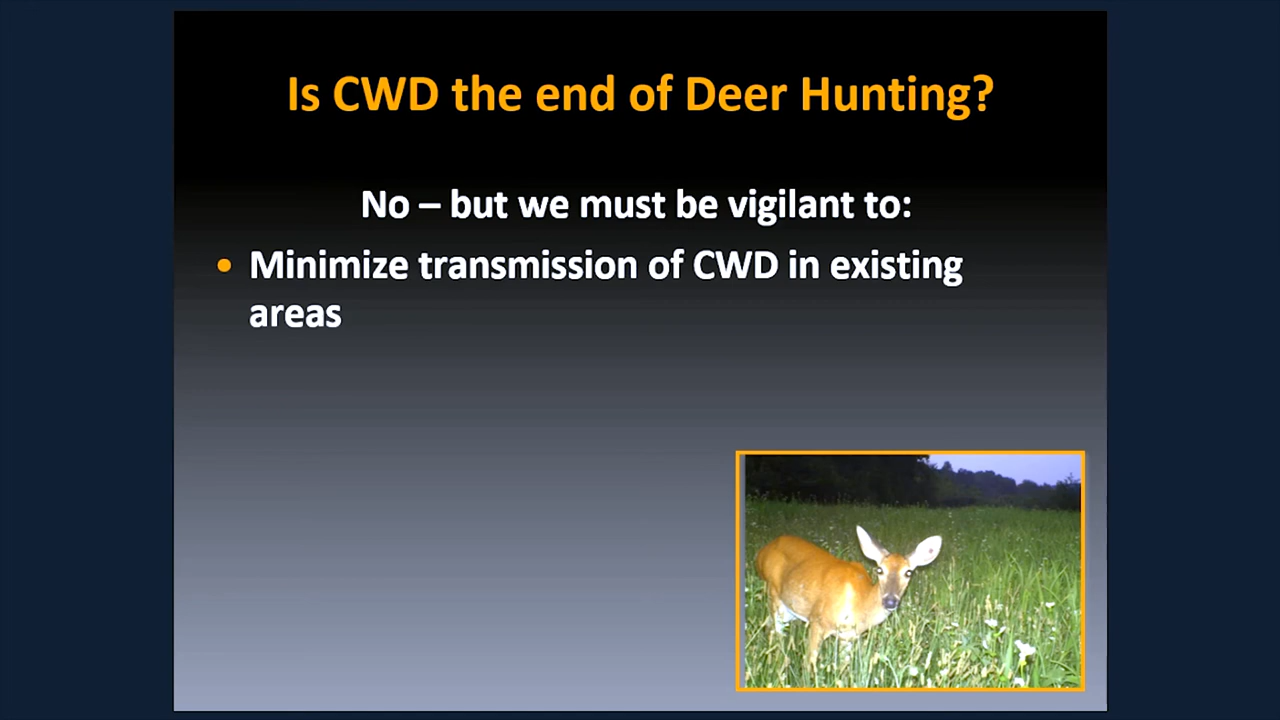 Is CWD the end of Deer Hunting?
No – but we must be vigilant to:
• Minimize transmission of CWD in existing
areas